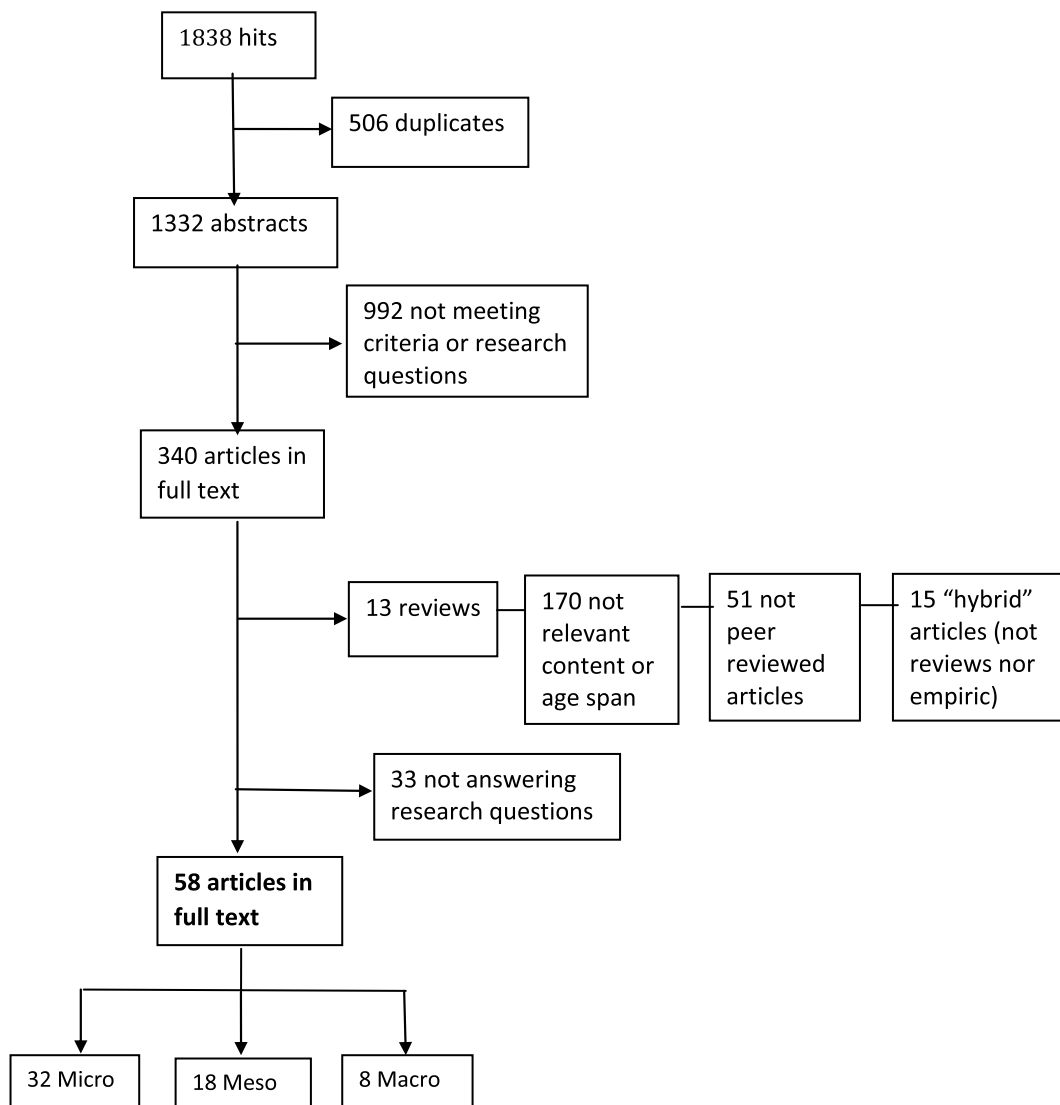 1838 hits
506 duplicates
1332 abstracts
992 not meeting
criteria or research
questions
340 articles in
full text
13 reviews
170 not
relevant
content or
age span
51 not
peer
reviewed
articles
15 “hybrid”
articles (not
reviews nor
empiric)
33 not answering
research questions
58 articles in
full text
32 Micro
18 Meso
8 Macro